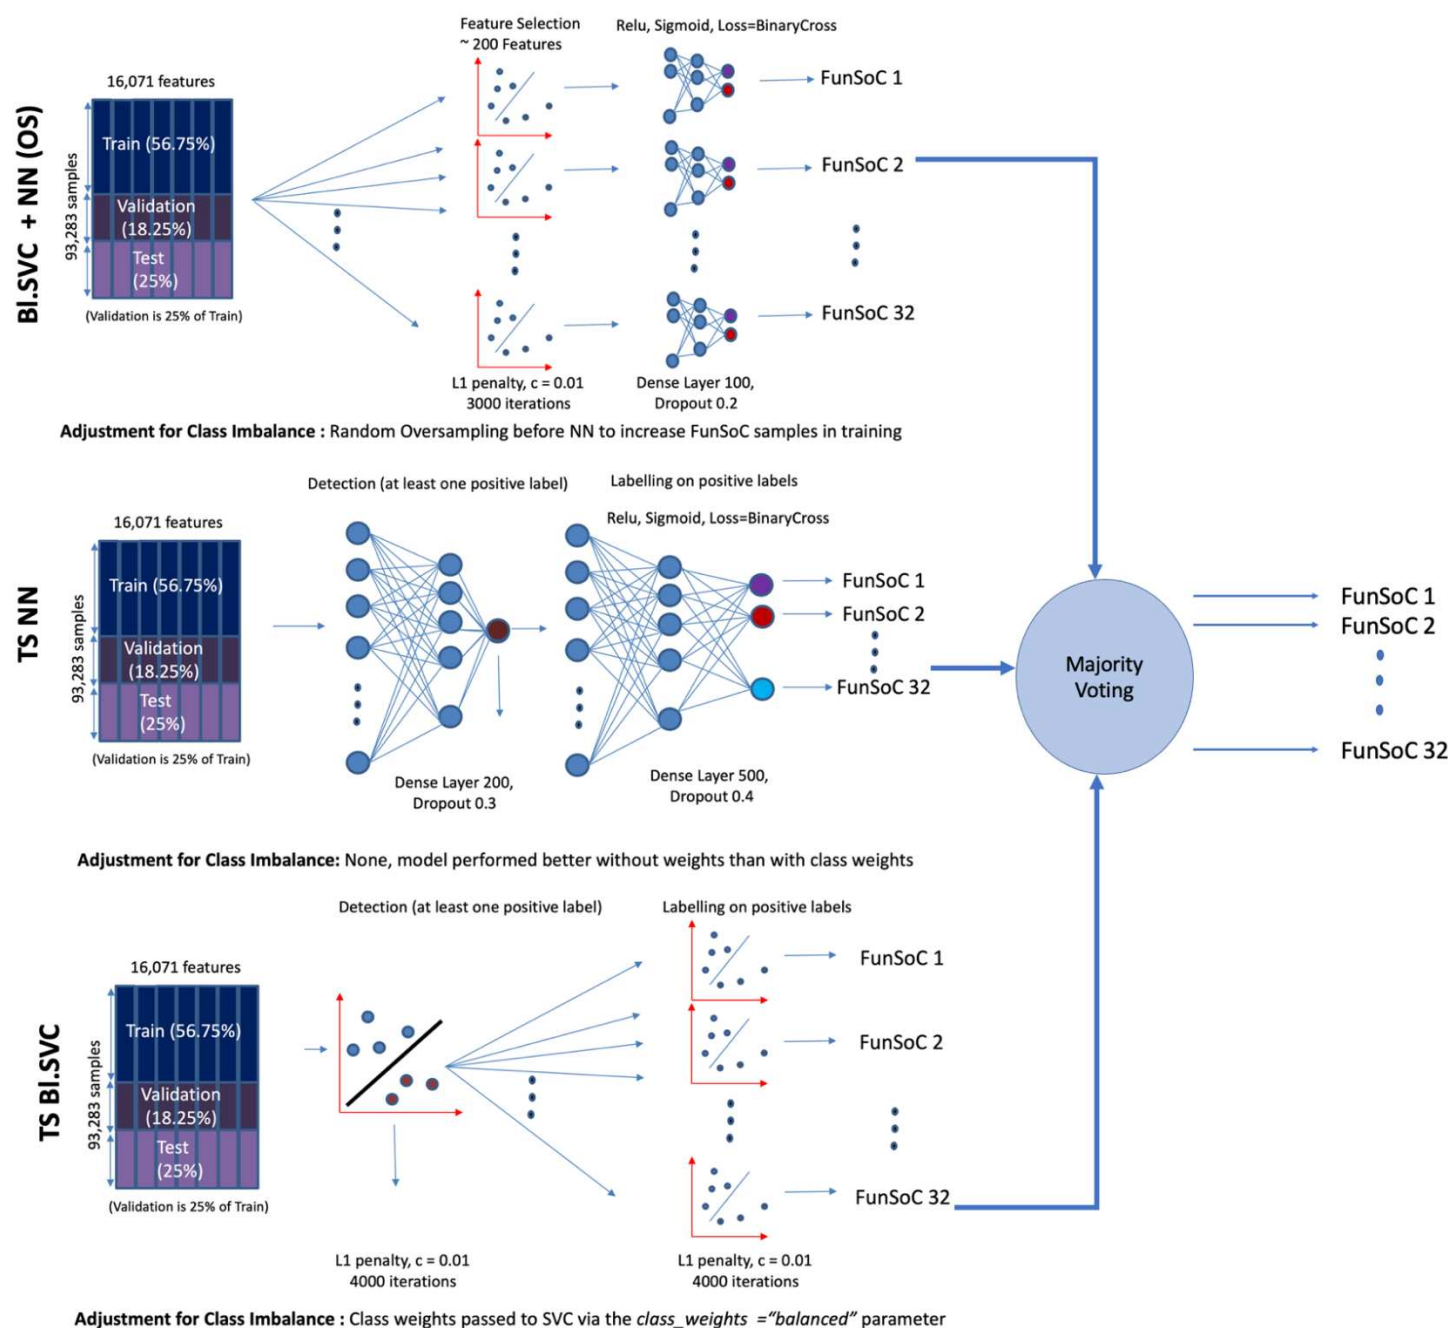 Feature Selection
~ 200 Features
Relu, Sigmoid, Loss=BinaryCross
16,071 features
Bl.SVC + NN (OS)
93,283 samples
Train (56.75%)
Validation
(18.25%)
Test
(25%)
(Validation is 25% of Train)
FunSoC 1
FunSoC 2
FunSoC 32
L1 penalty, c = 0.01
3000 iterations
Dense Layer 100,
Dropout 0.2
Adjustment for Class Imbalance : Random Oversampling before NN to increase FunSoC samples in training
Detection (at least one positive label)
Labelling on positive labels
Relu, Sigmoid, Loss=BinaryCross
16,071 features
TS NN
93,283 samples
Train (56.75%)
Validation
(18.25%)
Test
(25%)
(Validation is 25% of Train)
FunSoC 1
FunSoC 2
FunSoC 32
Dense Layer 200,
Dropout 0.3
Dense Layer 500,
Dropout 0.4
Majority
Voting
FunSoC 1
FunSoC 2
FunSoC 32
Adjustment for Class Imbalance: None, model performed better without weights than with class weights
Detection (at least one positive label)
Labelling on positive labels
16,071 features
TS Bl.SVC
93,283 samples
Train (56.75%)
Validation
(18.25%)
Test
(25%)
(Validation is 25% of Train)
FunSoC 1
FunSoC 2
FunSoC 32
L1 penalty, c = 0.01
4000 iterations
L1 penalty, c = 0.01
4000 iterations
Adjustment for Class Imbalance : Class weights passed to SVC via the class_weights =“balanced” parameter